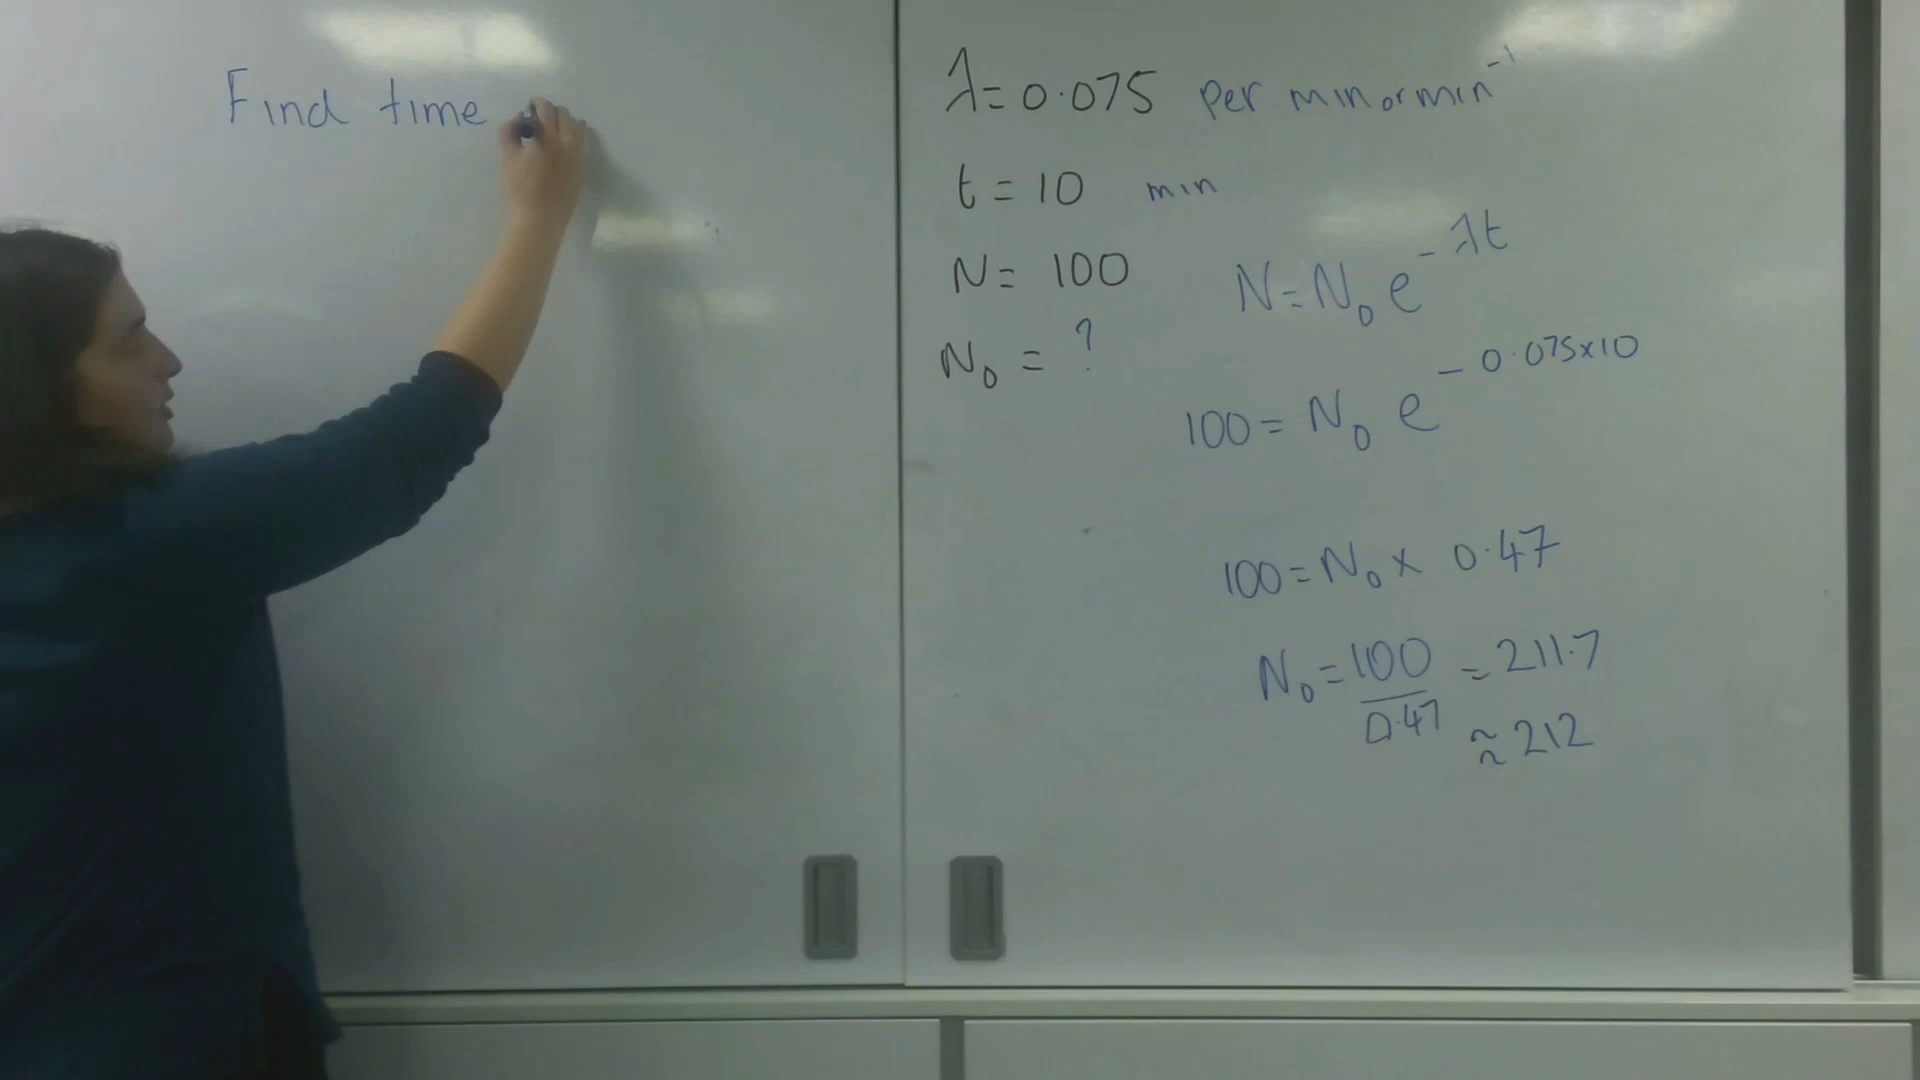 Find time
λ = 0.075 per min or min⁻¹
t = 10 min
N = 100
N₀ = ?
N = N₀ e^(-λt)
100 = N₀ e^(-0.075×10)
100 = N₀ × 0.47
N₀ = 100/0.47 = 211.7
≈ 212